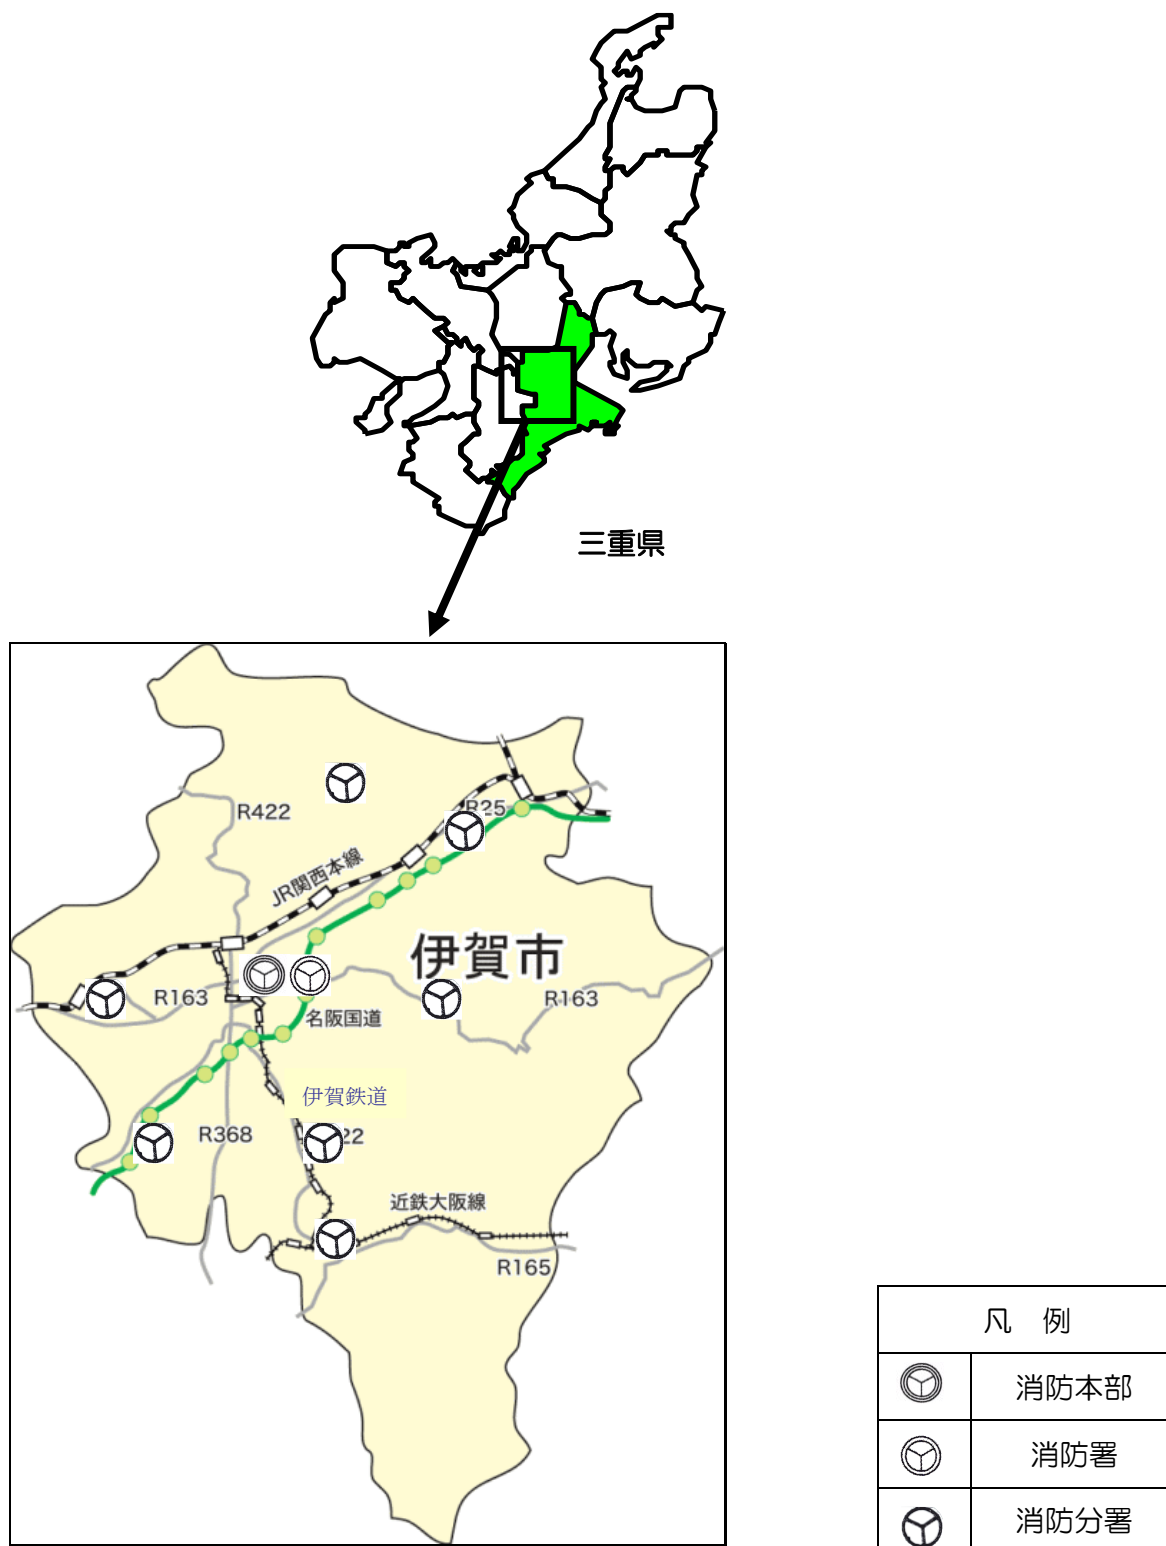 三重県
R422
R25
JR関西本線
伊賀市
R163
R163
名阪国道
伊賀鉄道
R368
22
近鉄大阪線
R165
凡 例
消防本部
消防署
消防分署